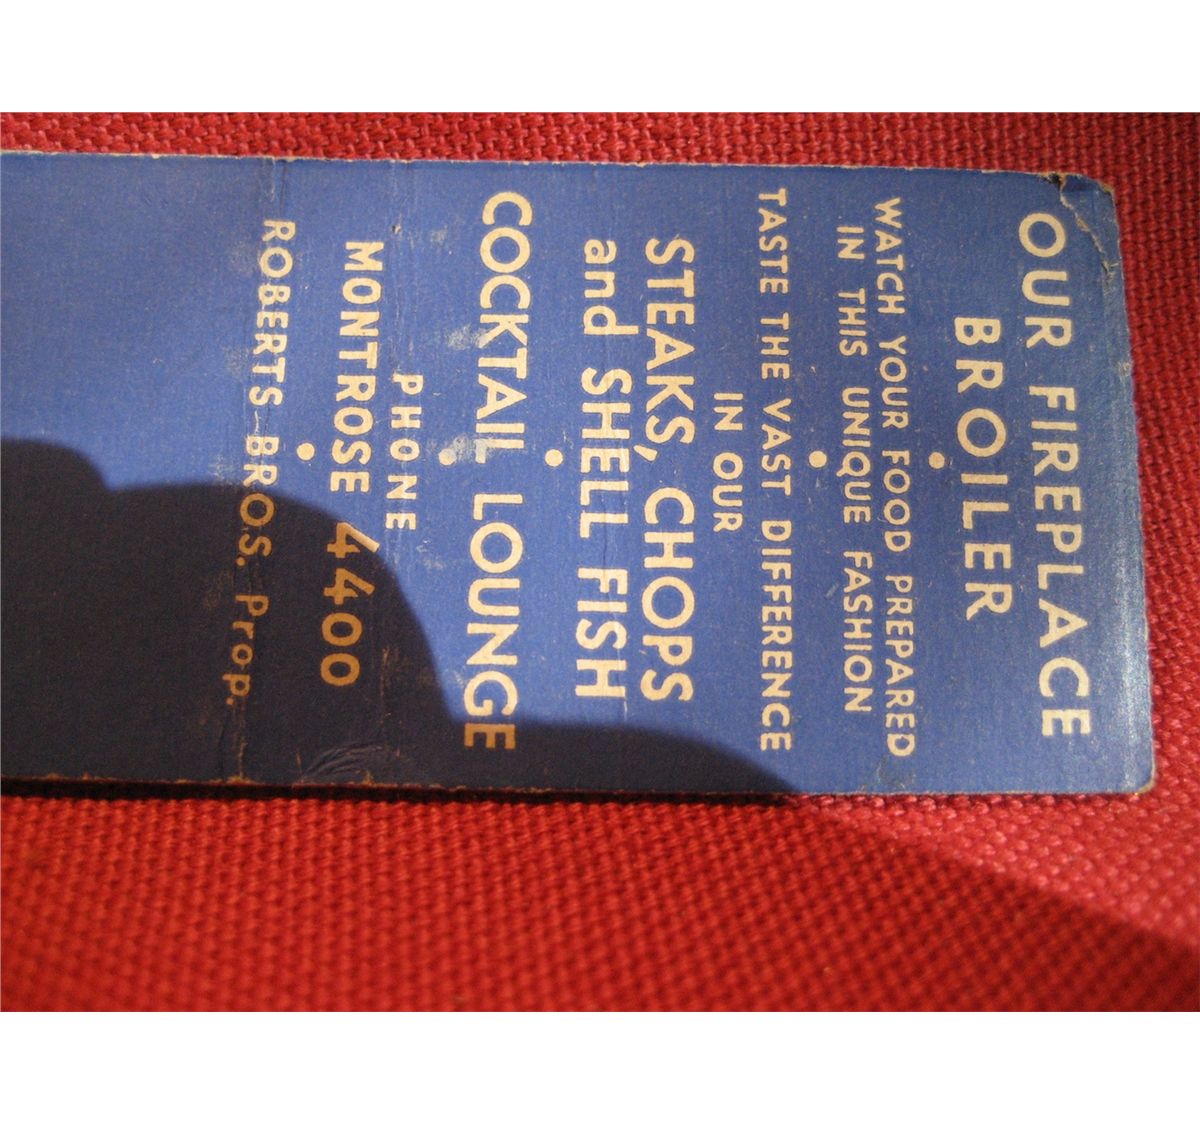 OUR FIREPLACE
BROILER
•
WATCH YOUR FOOD PREPARED
IN THIS UNIQUE FASHION
•
TASTE THE VAST DIFFERENCE
IN OUR
STEAKS, CHOPS
and SHELL FISH
•
COCKTAIL LOUNGE
•
PHONE
MONTROSE 4400
•
ROBERTS BROS. Prop.